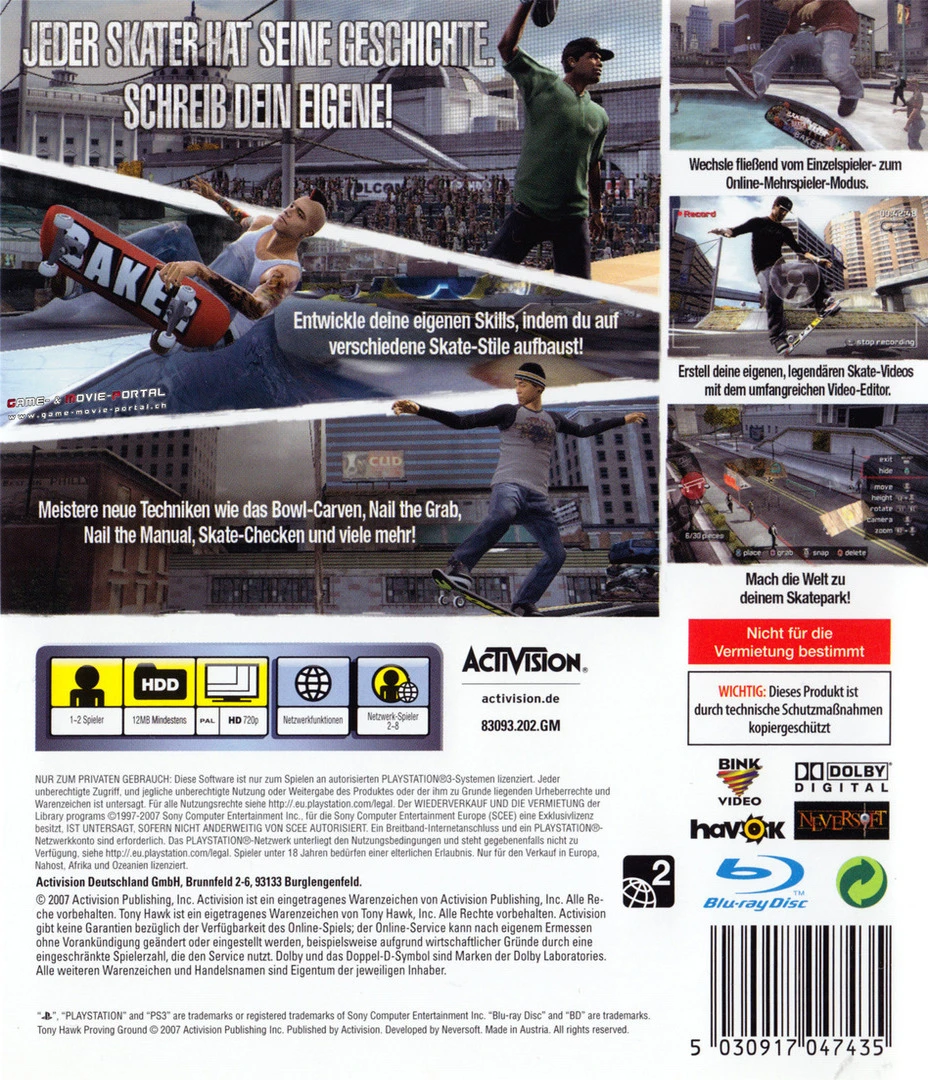 JEDER SKATER HAT SEINE GESCHICHTE.
SCHREIB DEIN EIGENE!
BAKER
Entwickle deine eigenen Skills, indem du auf
verschiedene Skate-Stile aufbaust!
GAME- & MOVIE-PORTAL
www.game-movie-portal.ch
CUD
Meistere neue Techniken wie das Bowl-Carven, Nail the Grab,
Nail the Manual, Skate-Checken und viele mehr!
BAKER
Wechsle fließend vom Einzelspieler- zum
Online-Mehrspieler-Modus.
Record
00:42:48
stop recording
Erstell deine eigenen, legendären Skate-Videos
mit dem umfangreichen Video-Editor.
exit
hide
move
height
rotate
camera
zoom
6/30 pieces
place grab snap delete
Mach die Welt zu
deinem Skatepark!
Nicht für die
Vermietung bestimmt
WICHTIG: Dieses Produkt ist
durch technische Schutzmaßnahmen
kopiergeschützt
HDD
1-2 Spieler
12MB Mindestens
PAL HD 720p
Netzwerkfunktionen
Netzwerk-Spieler
2-8
ACTIVISION®
activision.de
83093.202.GM
BINK
VIDEO
DOLBY
DIGITAL
havok
NEVERSOFT
NUR ZUM PRIVATEN GEBRAUCH: Diese Software ist nur zum Spielen an autorisierten PLAYSTATION®3-Systemen lizenziert. Jeder
unberechtigte Zugriff, und jegliche unberechtigte Nutzung oder Weitergabe des Produktes oder der ihm zu Grunde liegenden Urheberrechte und
Warenzeichen ist untersagt. Für alle Nutzungsrechte siehe http://.eu.playstation.com/legal. Der WIEDERVERKAUF UND DIE VERMIETUNG der
Library programs ©1997-2007 Sony Computer Entertainment Inc., für die Sony Computer Entertainment Europe (SCEE) eine Exklusivlizenz
besitzt, IST UNTERSAGT, SOFERN NICHT ANDERWEITIG VON SCEE AUTORISIERT. Ein Breitband-Internetanschluss und ein PLAYSTATION®-
Netzwerkkonto sind erforderlich. Das PLAYSTATION®-Netzwerk unterliegt den Nutzungsbedingungen und steht gegebenenfalls nicht zu
Verfügung, siehe http://.eu.playstation.com/legal. Spieler unter 18 Jahren bedürfen einer elterlichen Erlaubnis. Nur für den Verkauf in Europa,
Nahost, Afrika und Ozeanien lizenziert.
Activision Deutschland GmbH, Brunnfeld 2-6, 93133 Burglengenfeld.
© 2007 Activision Publishing, Inc. Activision ist ein eingetragenes Warenzeichen von Activision Publishing, Inc. Alle Re-
che vorbehalten. Tony Hawk ist ein eigetragenes Warenzeichen von Tony Hawk, Inc. Alle Rechte vorbehalten. Activision
gibt keine Garantien bezüglich der Verfügbarkeit des Online-Spiels; der Online-Service kann nach eigenem Ermessen
ohne Vorankündigung geändert oder eingestellt werden, beispielsweise aufgrund wirtschaftlicher Gründe durch eine
eingeschränkte Spielerzahl, die den Service nutzt. Dolby und das Doppel-D-Symbol sind Marken der Dolby Laboratories.
Alle weiteren Warenzeichen und Handelsnamen sind Eigentum der jeweiligen Inhaber.
2
Blu-ray Disc™
"PS", "PLAYSTATION" and "PS3" are trademarks or registered trademarks of Sony Computer Entertainment Inc. "Blu-ray Disc" and "BD" are trademarks.
Tony Hawk Proving Ground © 2007 Activision Publishing Inc. Published by Activision. Developed by Neversoft. Made in Austria. All rights reserved.
5 030917 047435